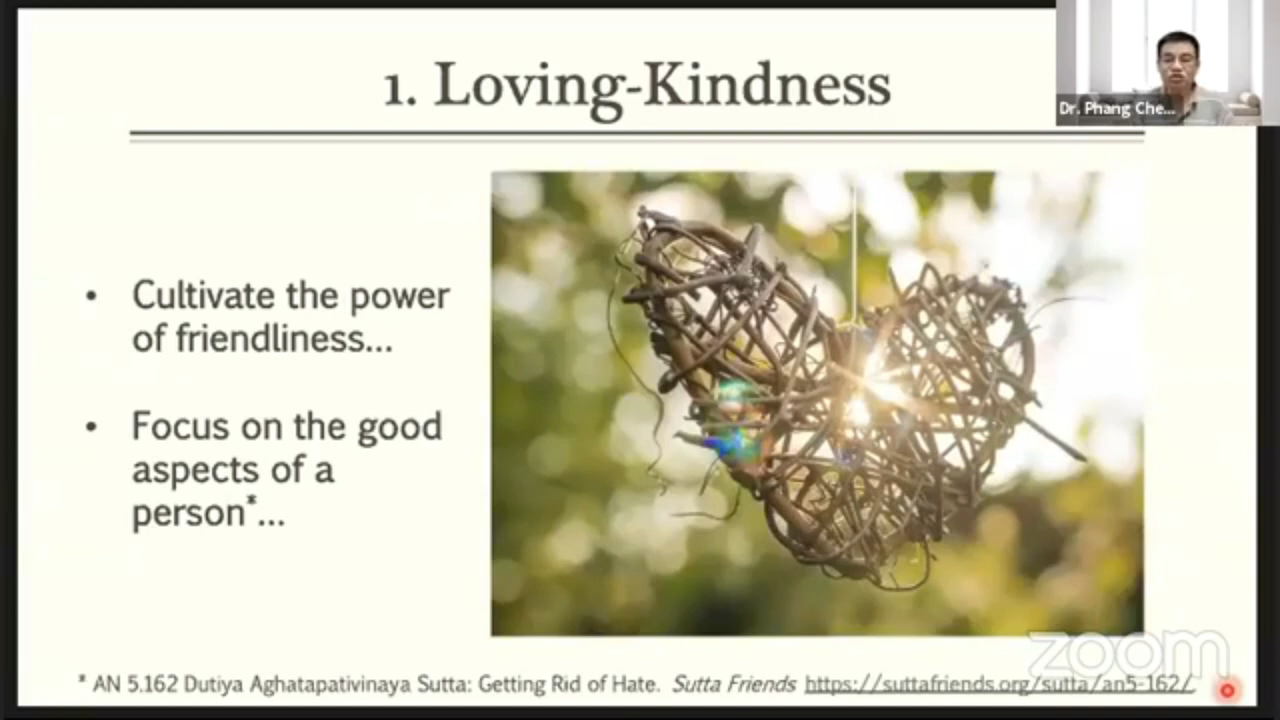 1. Loving-Kindness
Dr. Phang Che...
• Cultivate the power
of friendliness...
• Focus on the good
aspects of a
person*...
zoom
* AN 5.162 Dutiya Aghatapativinaya Sutta: Getting Rid of Hate. Sutta Friends https://suttafriends.org/sutta/an5-162/